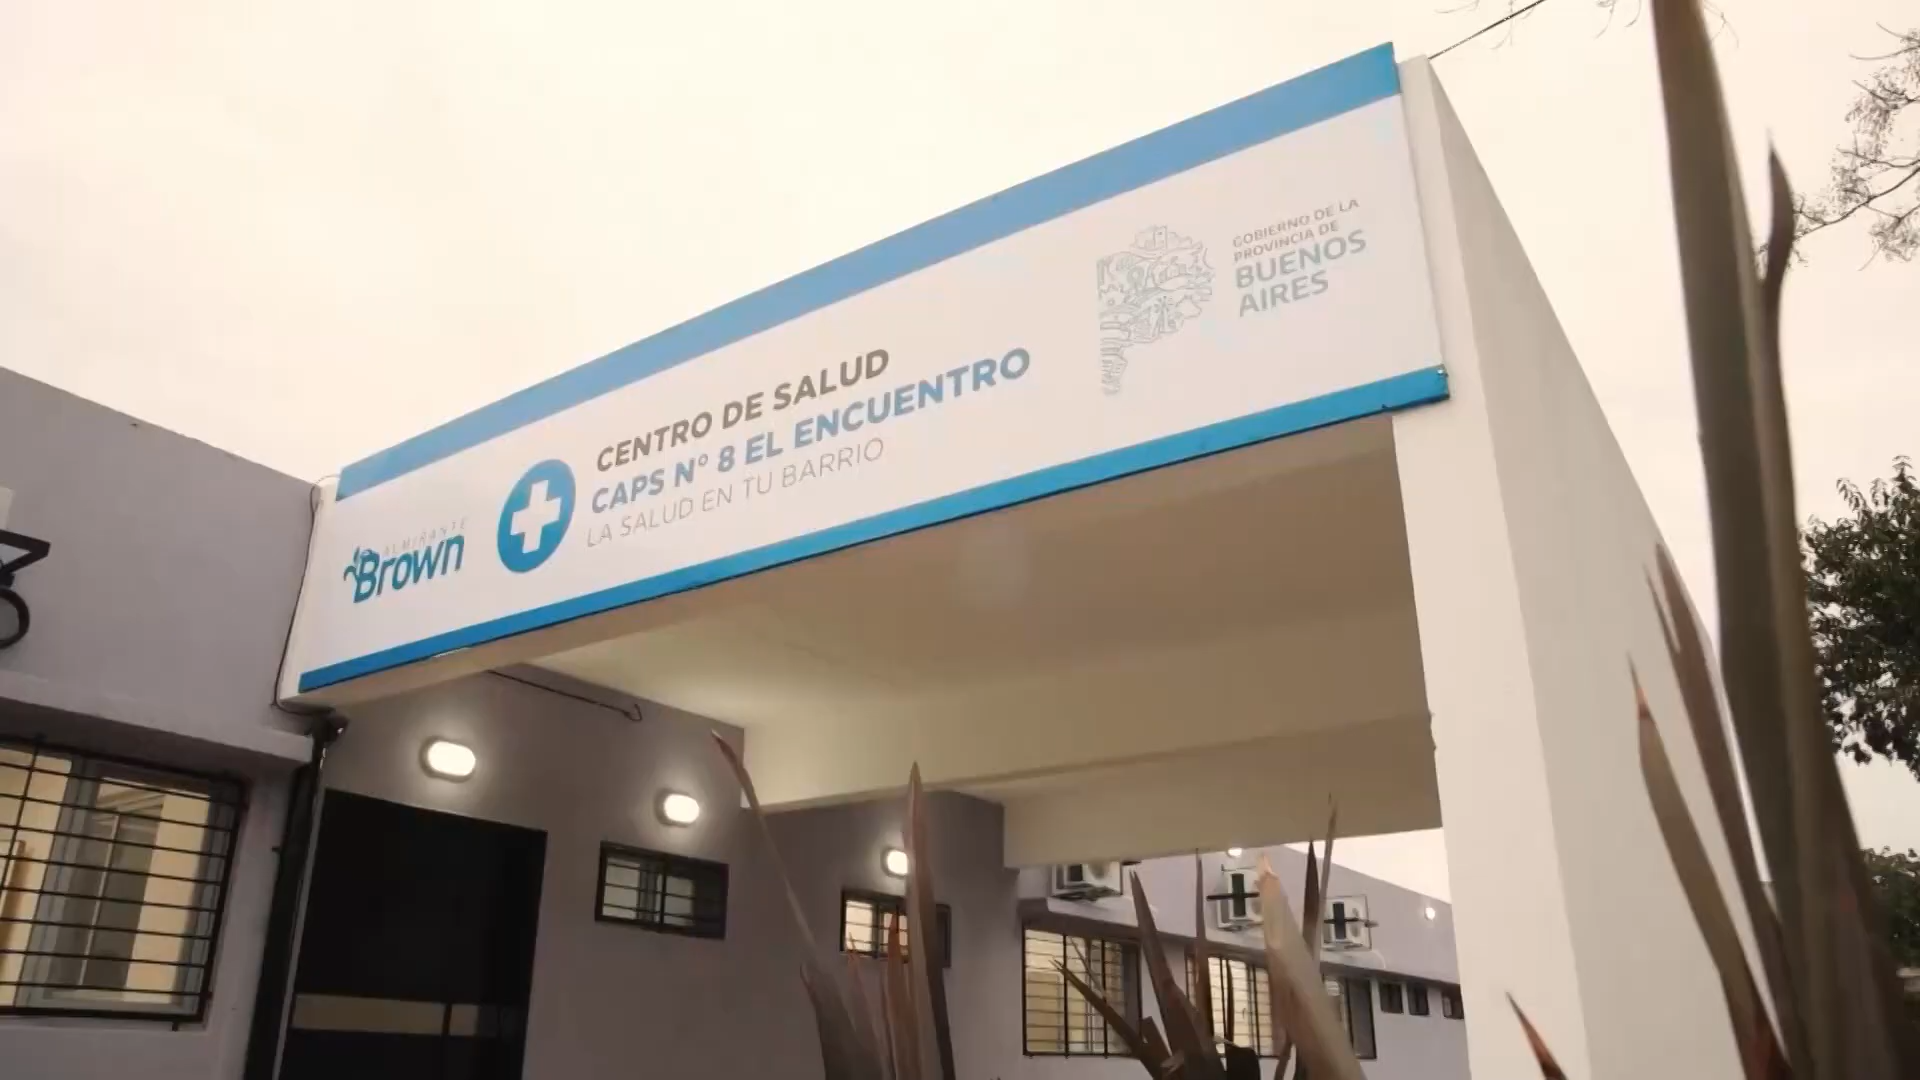 ALMIRANTE
Brown
CENTRO DE SALUD
CAPS Nº 8 EL ENCUENTRO
LA SALUD EN TU BARRIO
GOBIERNO DE LA
PROVINCIA DE
BUENOS
AIRES